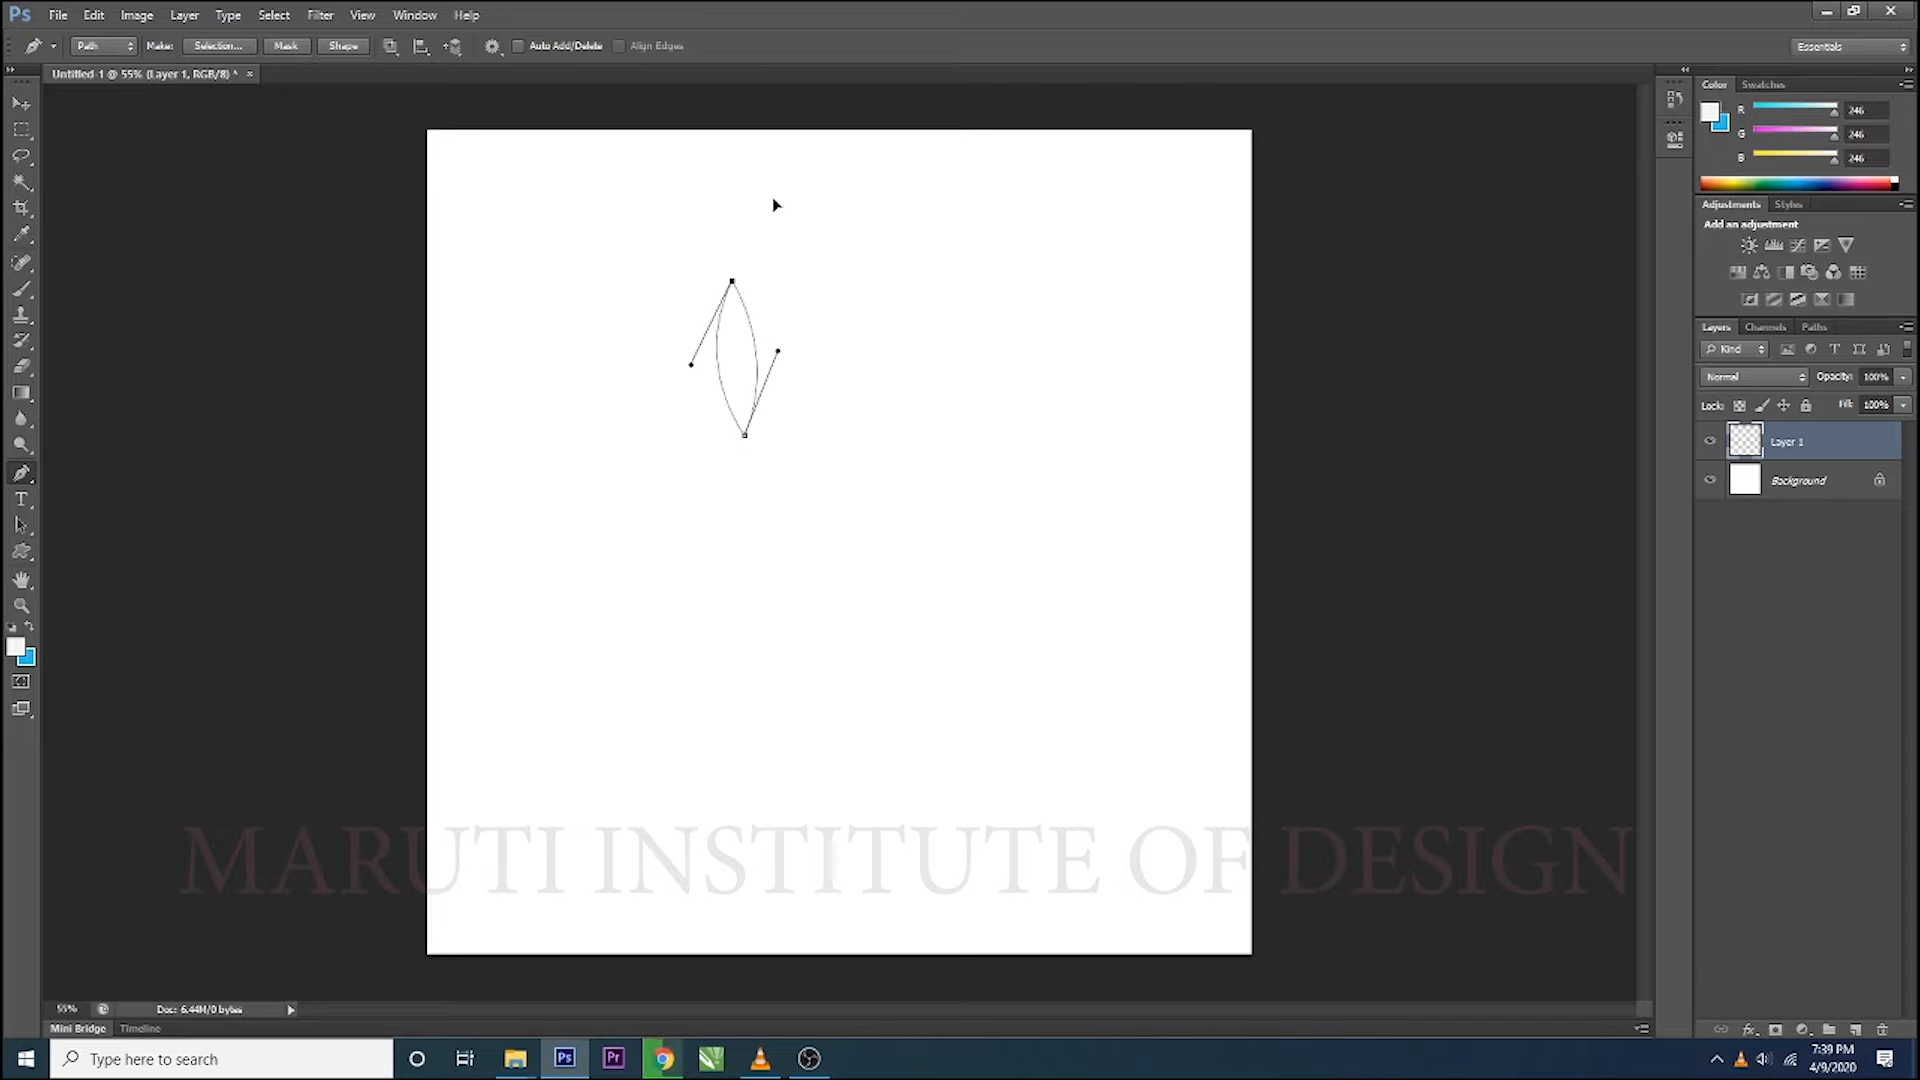 Ps File Edit Image Layer Type Select Filter View Window Help
Path Make: Selection... Mask Shape Auto Add/Delete Align Edges Essentials
Untitled-1 @ 55% (Layer 1, RGB/8) *
Color Swatches
R 246
G 246
B 246
Adjustments Styles
Add an adjustment
Layers Channels Paths
Kind
Normal Opacity: 100%
Lock: Fill: 100%
Layer 1
Background
MARUTI INSTITUTE OF DESIGN
55% Doc: 6.44M/0 bytes
Mini Bridge Timeline
Type here to search
Ps Pr
7:39 PM
4/9/2020